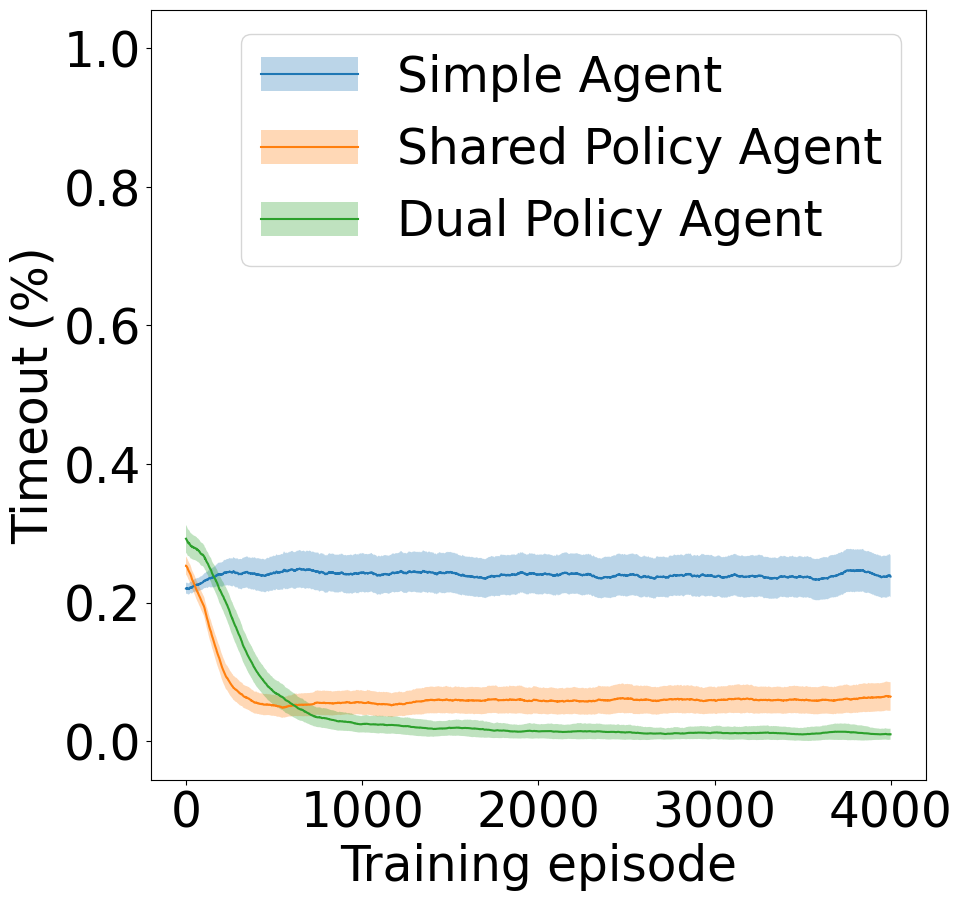 1.0
0.8
0.6
0.4
0.2
0.0
Timeout (%)
Simple Agent
Shared Policy Agent
Dual Policy Agent
0 1000 2000 3000 4000
Training episode